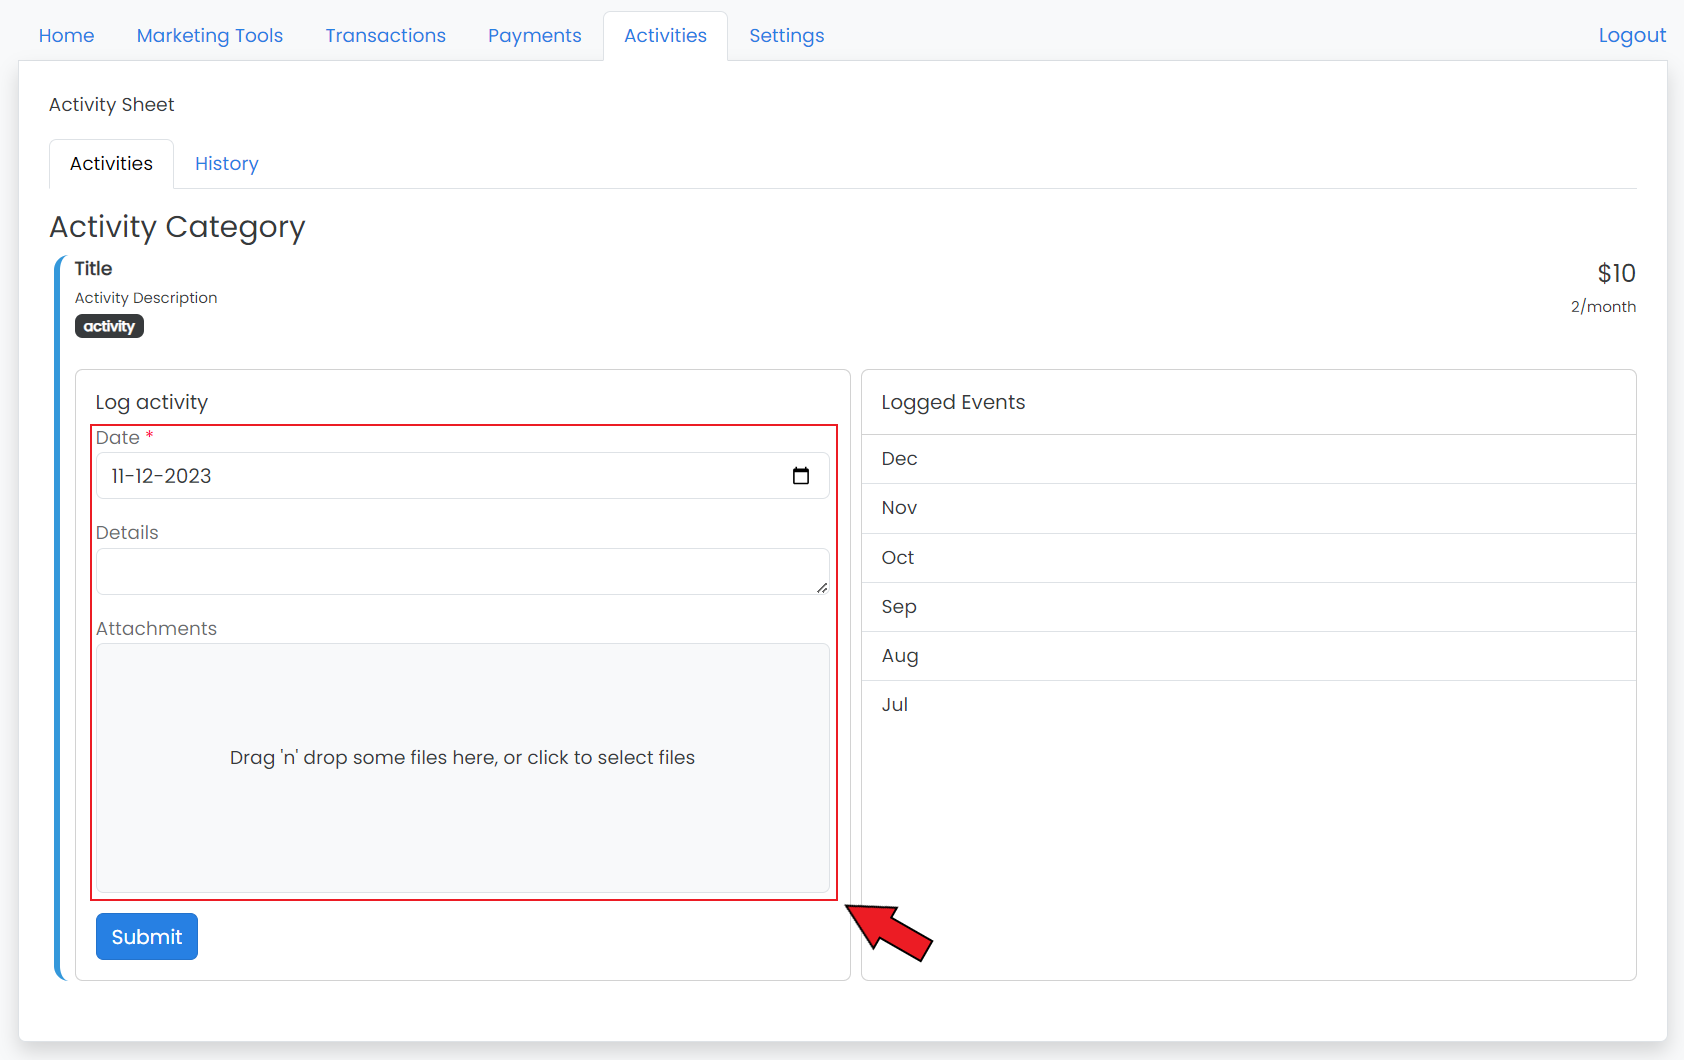 Home Marketing Tools Transactions Payments Activities Settings Logout
Activity Sheet
Activities History
Activity Category
Title
$10
Activity Description
2/month
activity
Log activity
Date *
11-12-2023
Details
Attachments
Drag 'n' drop some files here, or click to select files
Submit
Logged Events
Dec
Nov
Oct
Sep
Aug
Jul